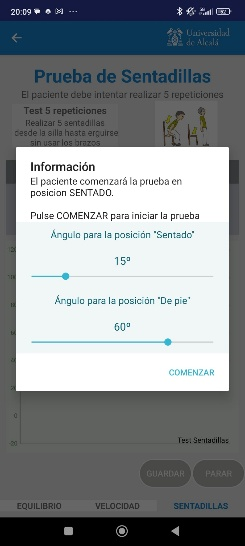 20:09
Universidad
de Alcalá
Prueba de Sentadillas
El paciente debe intentar realizar 5 repeticiones
Test 5 repeticiones
Realizar 5 sentadillas
desde la silla hasta erguirse
sin usar los brazos
Información
El paciente comenzará la prueba en
posicion SENTADO.
Pulse COMENZAR para iniciar la prueba
Ángulo para la posición "Sentado"
15º
Ángulo para la posición "De pie"
60º
COMENZAR
0
-20
Test Sentadillas
GUARDAR
PARAR
EQUILIBRIO
VELOCIDAD
SENTADILLAS